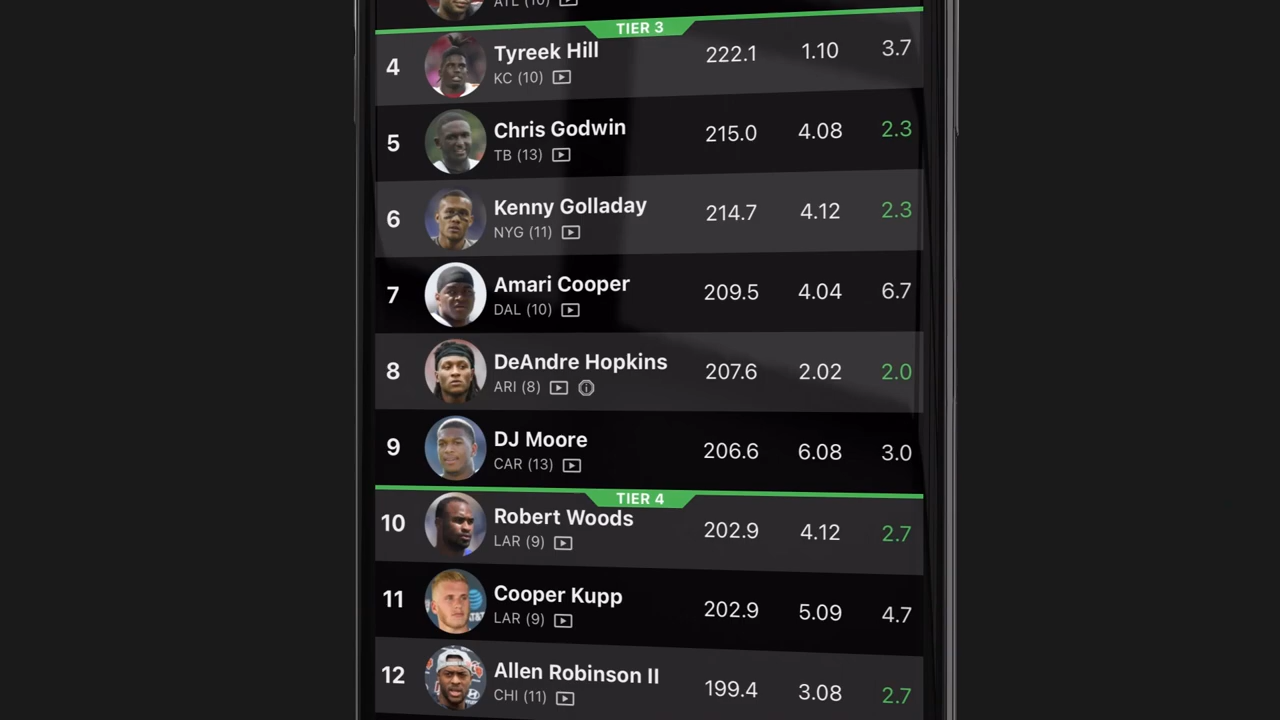 ATL (10)
TIER 3
4 Tyreek Hill 222.1 1.10 3.7
KC (10)
5 Chris Godwin 215.0 4.08 2.3
TB (13)
6 Kenny Golladay 214.7 4.12 2.3
NYG (11)
7 Amari Cooper 209.5 4.04 6.7
DAL (10)
8 DeAndre Hopkins 207.6 2.02 2.0
ARI (8)
9 DJ Moore 206.6 6.08 3.0
CAR (13)
TIER 4
10 Robert Woods 202.9 4.12 2.7
LAR (9)
11 Cooper Kupp 202.9 5.09 4.7
LAR (9)
12 Allen Robinson II 199.4 3.08 2.7
CHI (11)